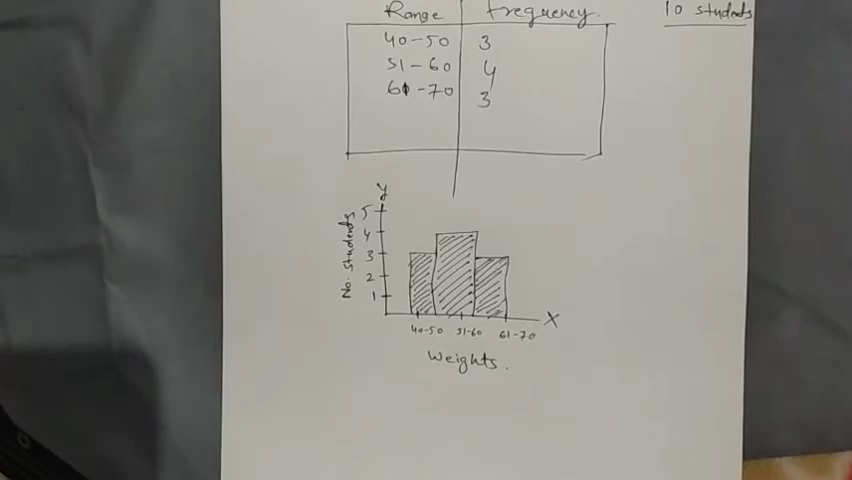 Range Frequency. 10 students
40-50 3
51-60 4
61-70 3
y
5
4
3
2
1
No. students
X
40-50 51-60 61-70
Weights.